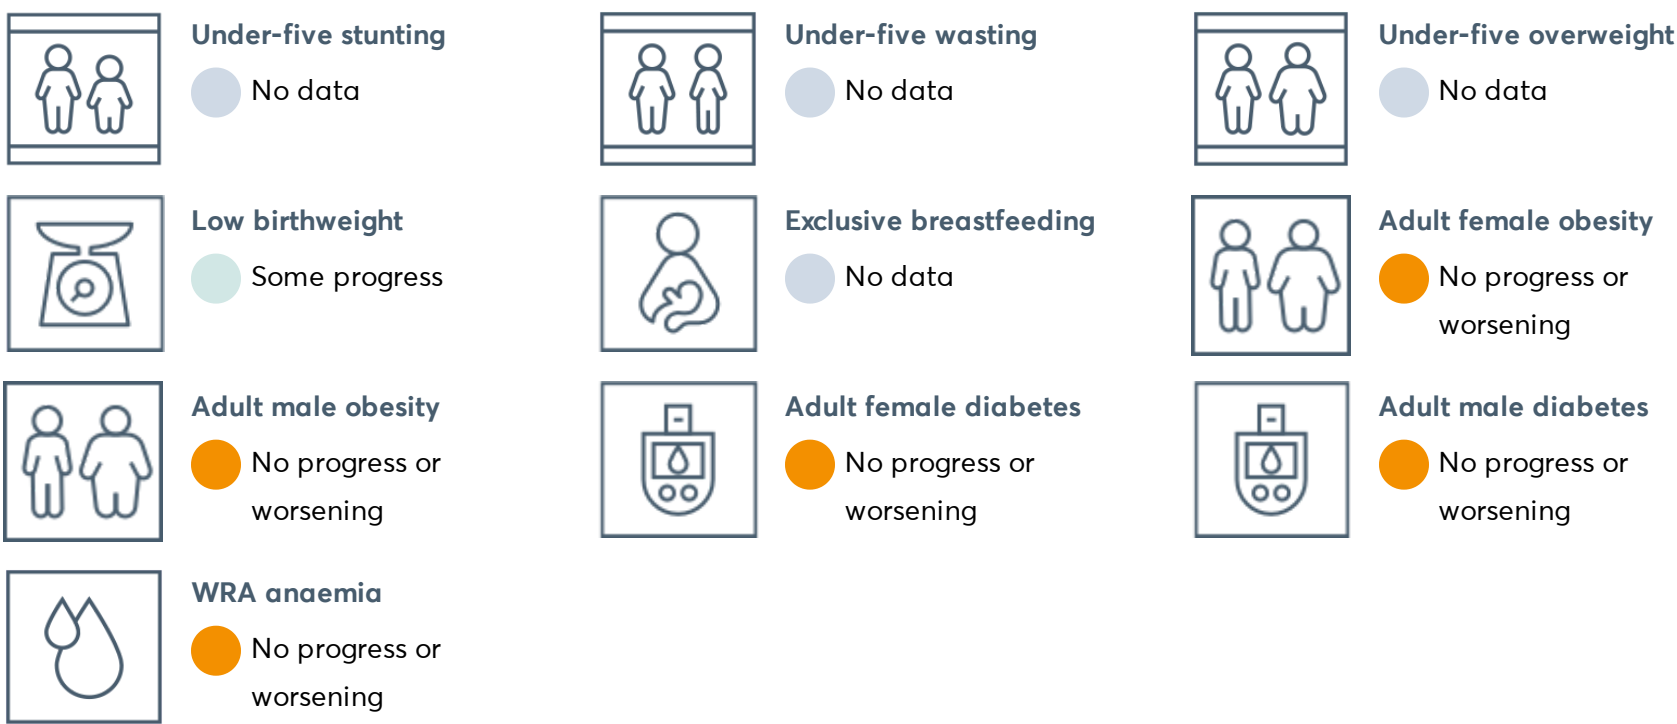 Under-five stunting
No data
Under-five wasting
No data
Under-five overweight
No data
Low birthweight
Some progress
Exclusive breastfeeding
No data
Adult female obesity
No progress or
worsening
Adult male obesity
No progress or
worsening
Adult female diabetes
No progress or
worsening
Adult male diabetes
No progress or
worsening
WRA anaemia
No progress or
worsening